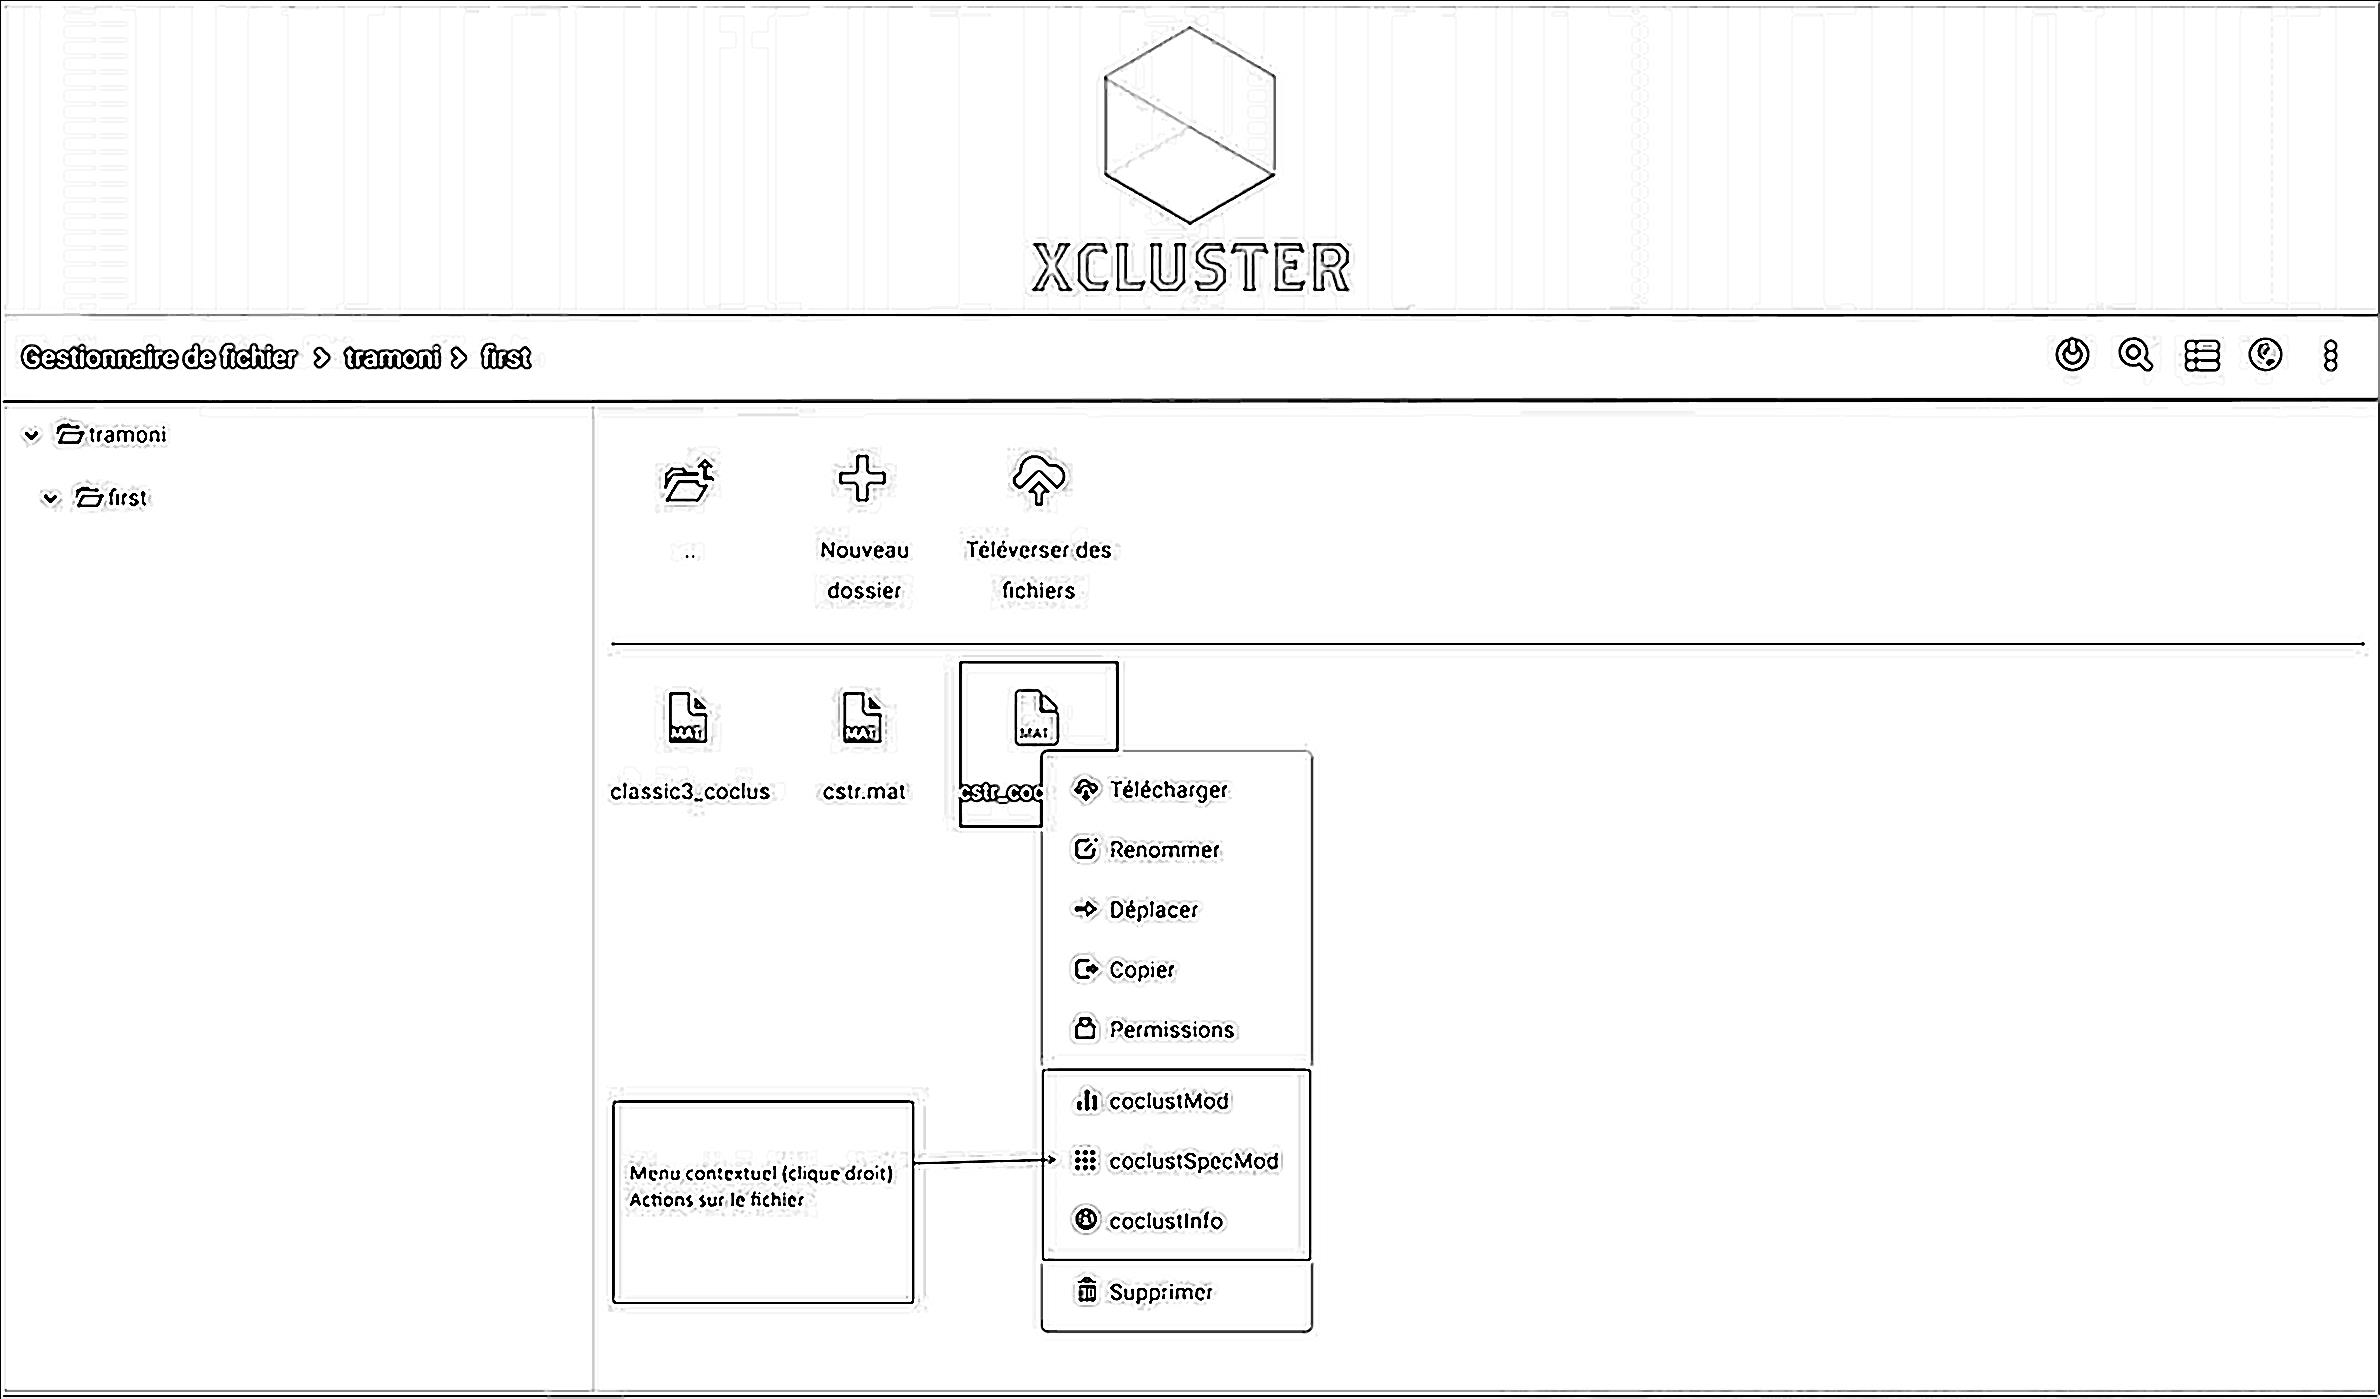 XCLUSTER
Gestionnaire de fichier > tramoni > first
tramoni
first
..
Nouveau
dossier
Téléverser des
fichiers
MAT
MAT
MAT
classic3_coclus
cstr.mat
cstr_coc
Télécharger
Renommer
Déplacer
Copier
Permissions
coclustMod
coclustSpecMod
coclustInfo
Supprimer
Menu contextuel (clique droit)
Actions sur le fichier